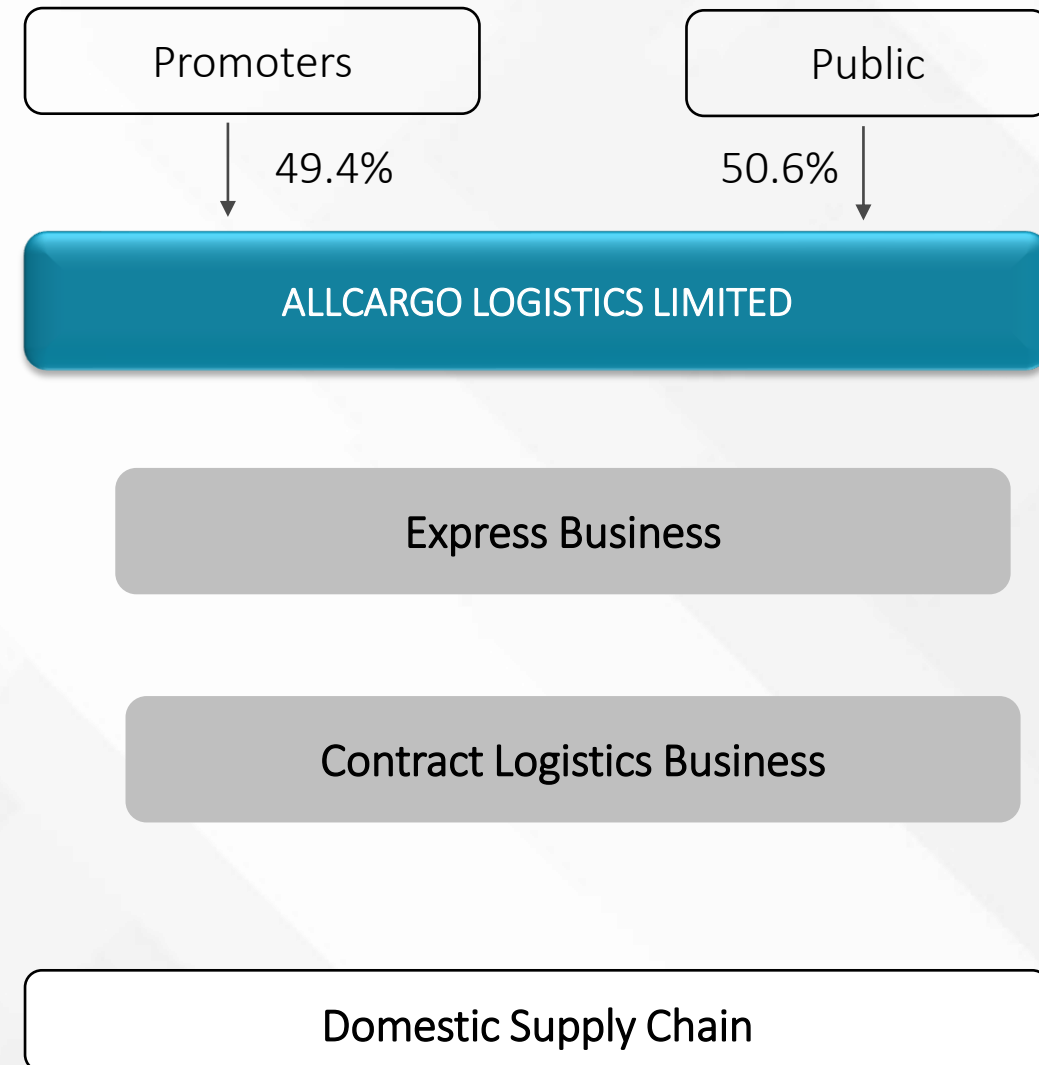 Promoters
Public
49.4%
50.6%
ALLCARGO LOGISTICS LIMITED
Express Business
Contract Logistics Business
Domestic Supply Chain